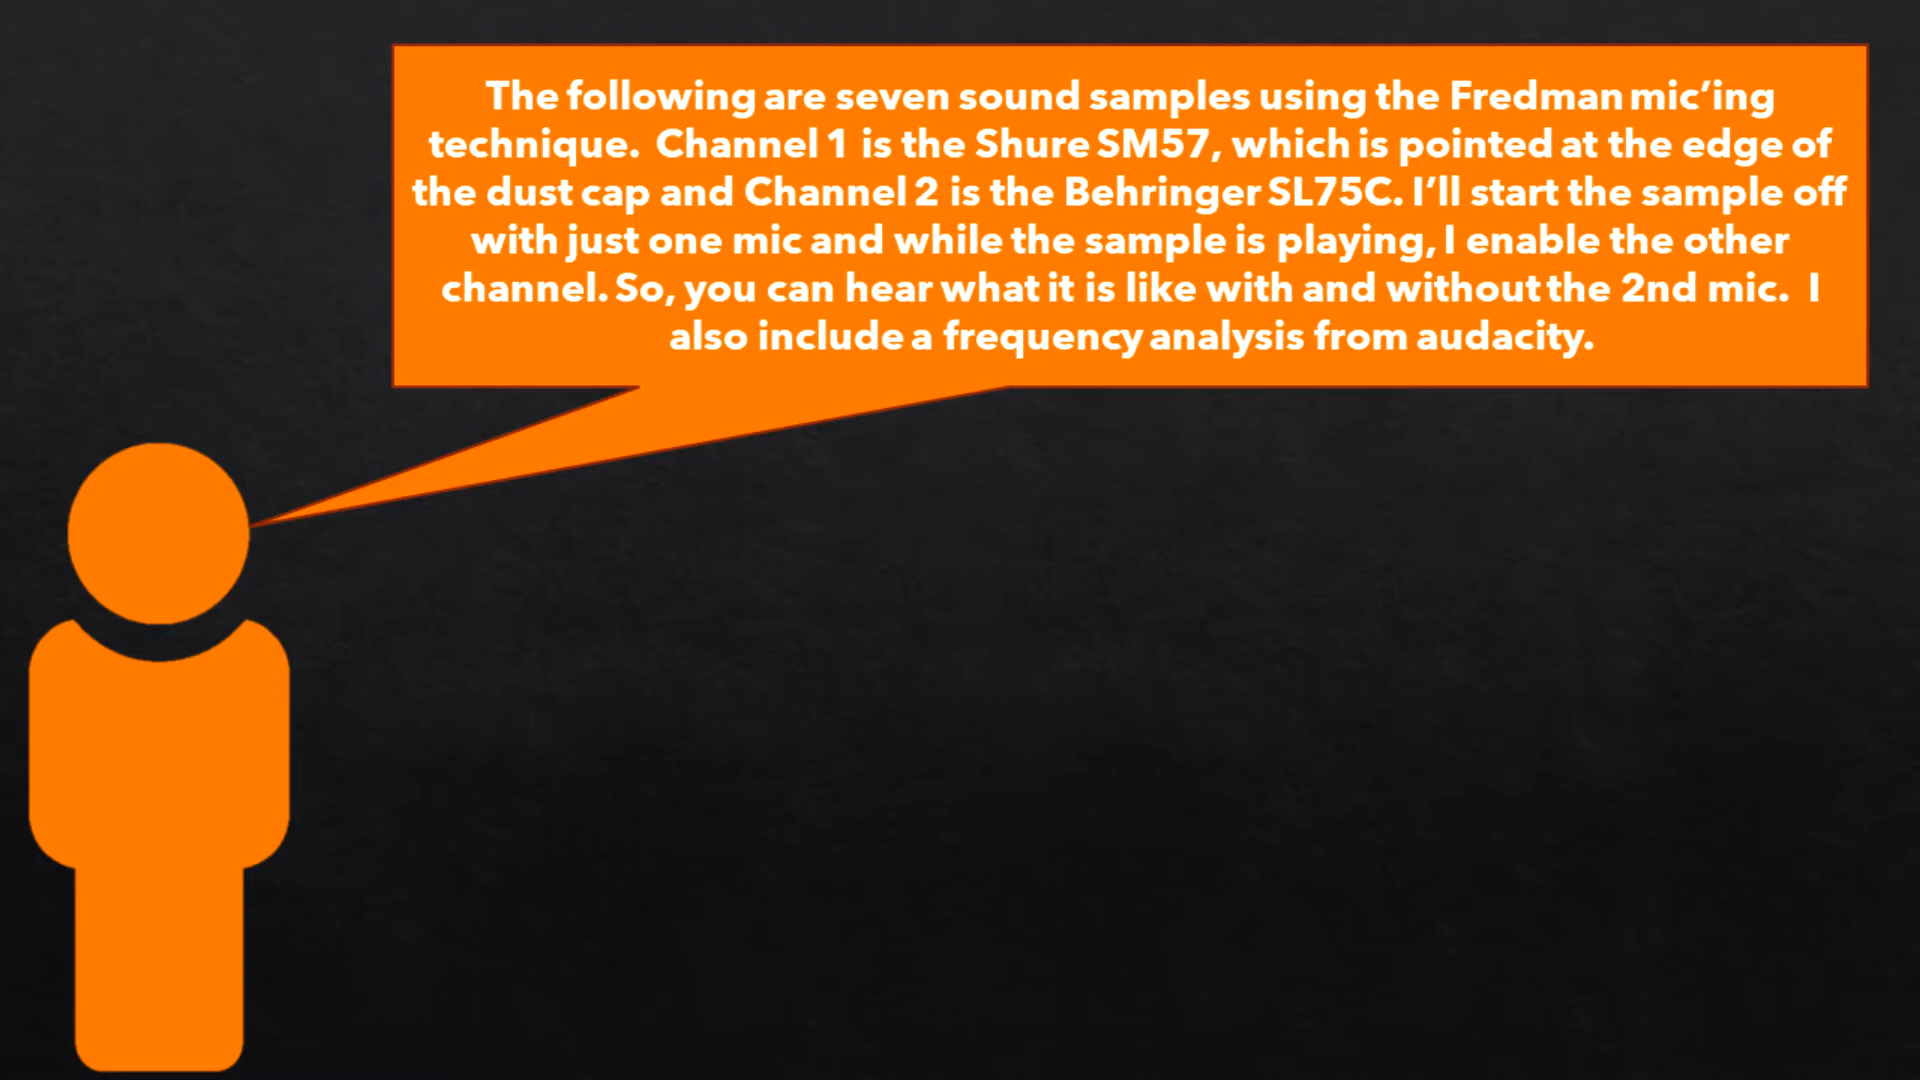 The following are seven sound samples using the Fredman mic’ing
technique.  Channel 1 is the Shure SM57, which is pointed at the edge of
the dust cap and Channel 2 is the Behringer SL75C. I’ll start the sample off
with just one mic and while the sample is playing, I enable the other
channel. So, you can hear what it is like with and without the 2nd mic.  I
also include a frequency analysis from audacity.